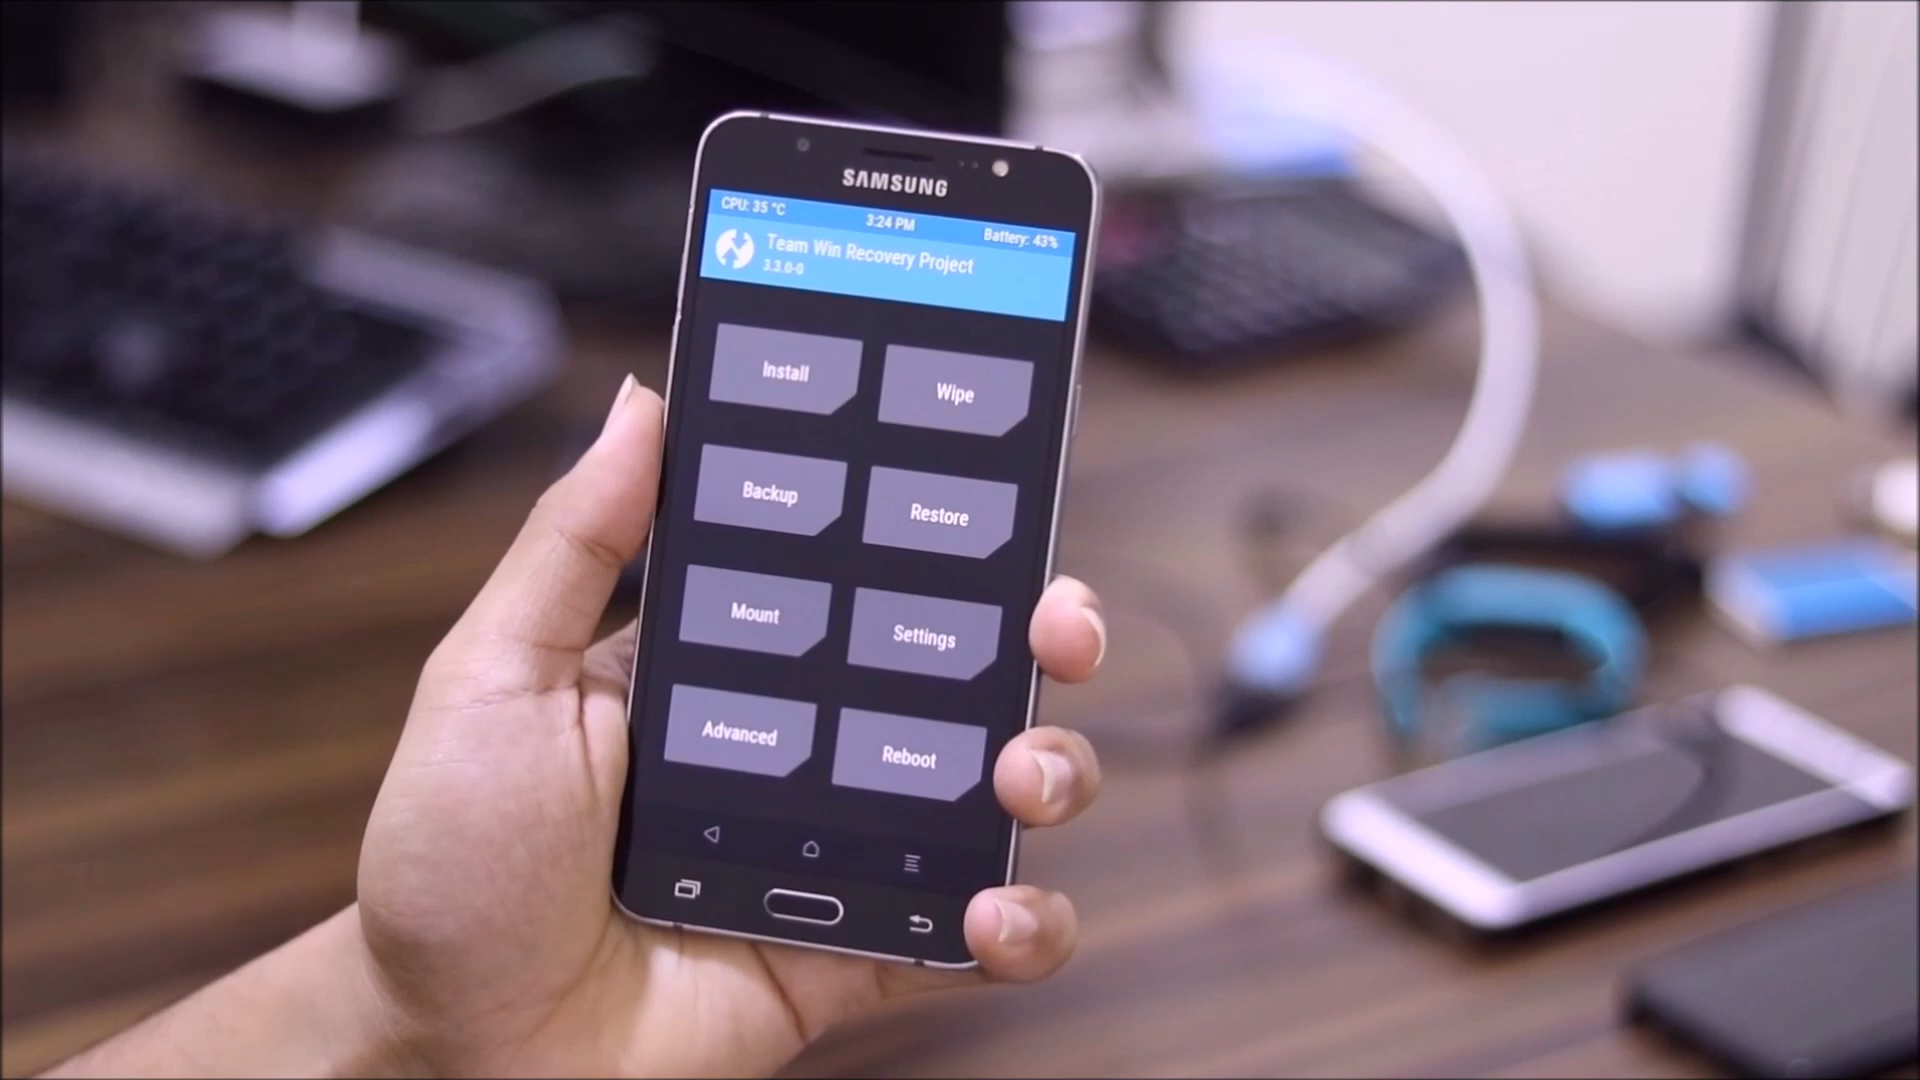 SAMSUNG
CPU: 35 °C
3:24 PM
Battery: 43%
Team Win Recovery Project
3.3.0-0
Install
Wipe
Backup
Restore
Mount
Settings
Advanced
Reboot